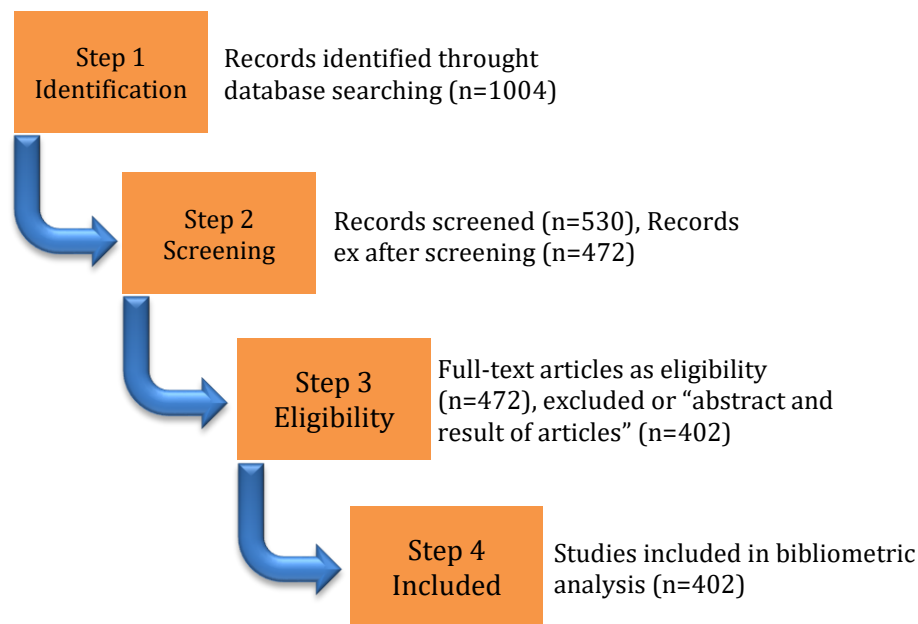 Step 1
Identification
Records identified throught
database searching (n=1004)
Step 2
Screening
Records screened (n=530), Records
ex after screening (n=472)
Step 3
Eligibility
Full-text articles as eligibility
(n=472), excluded or “abstract and
result of articles” (n=402)
Step 4
Included
Studies included in bibliometric
analysis (n=402)